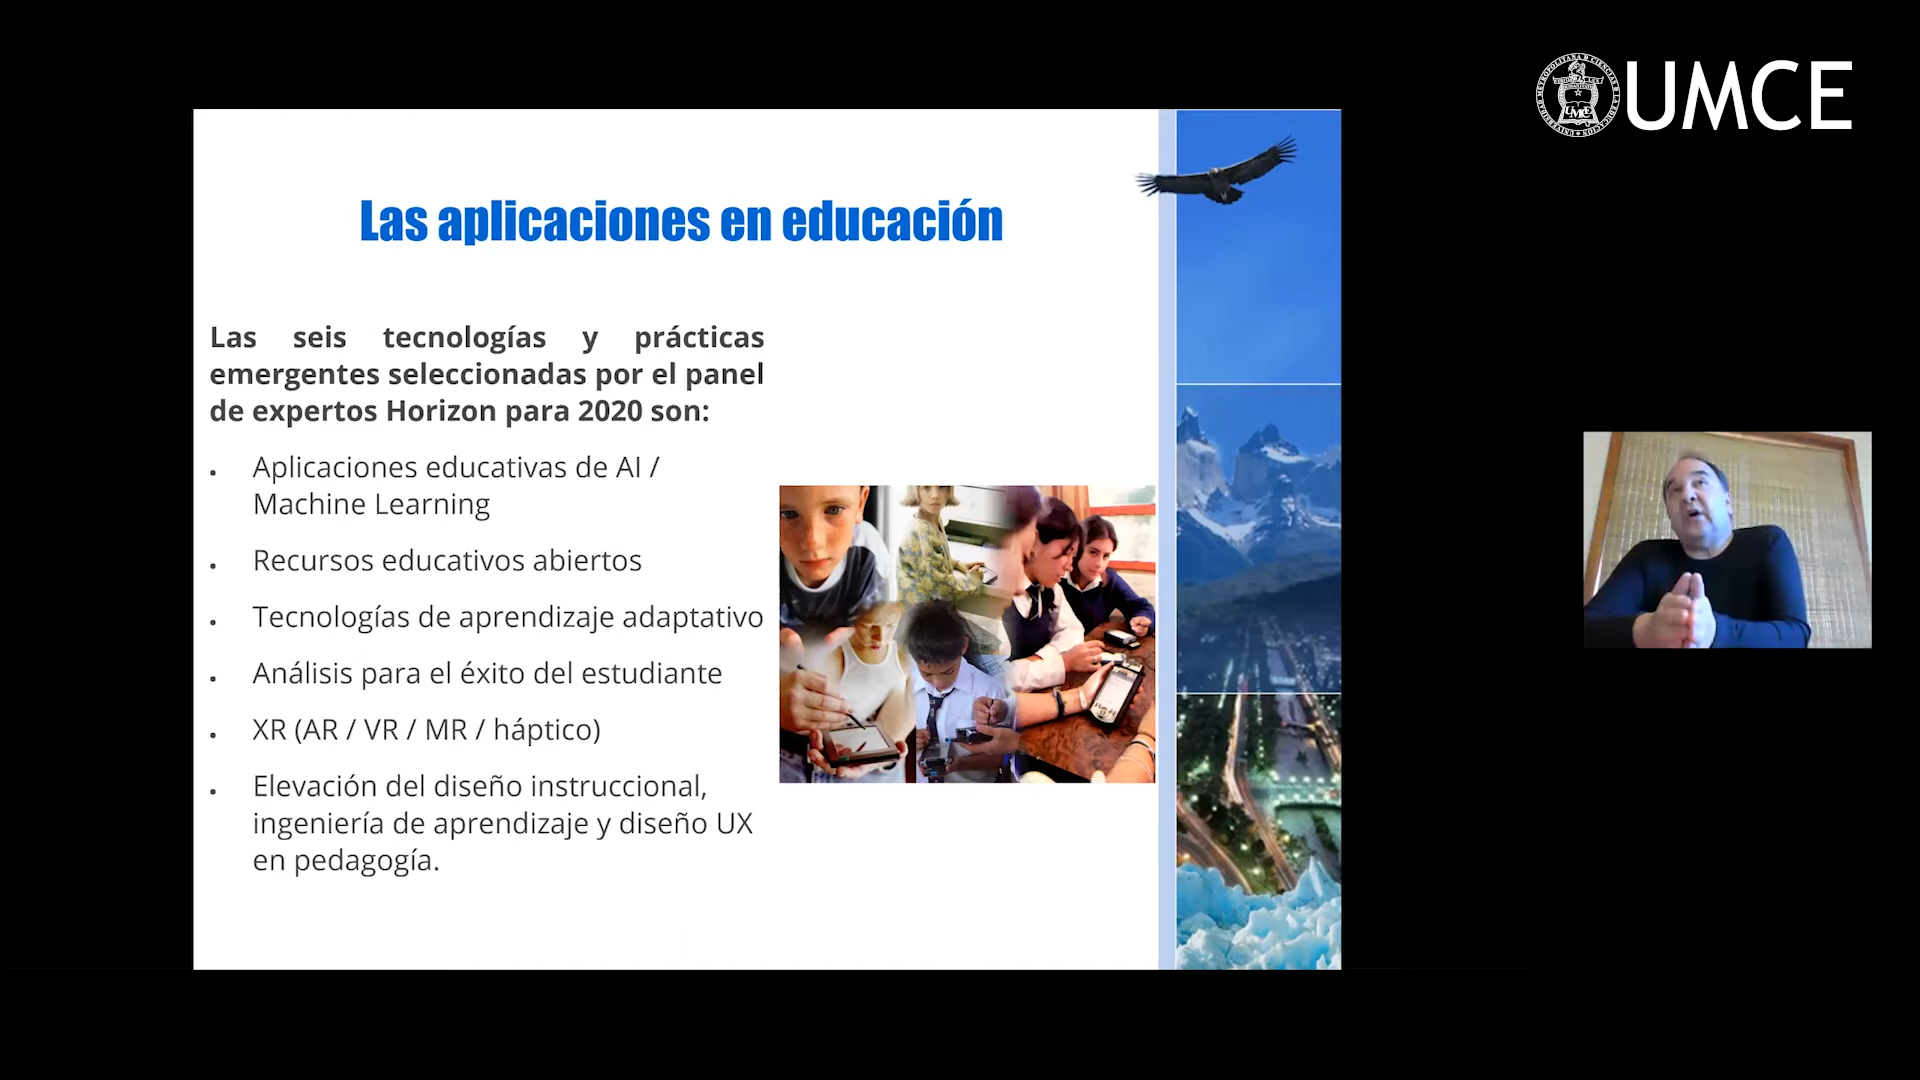 UMCE
Las aplicaciones en educación
Las seis tecnologías y prácticas
emergentes seleccionadas por el panel
de expertos Horizon para 2020 son:
• Aplicaciones educativas de AI /
Machine Learning
• Recursos educativos abiertos
• Tecnologías de aprendizaje adaptativo
• Análisis para el éxito del estudiante
• XR (AR / VR / MR / háptico)
• Elevación del diseño instruccional,
ingeniería de aprendizaje y diseño UX
en pedagogía.